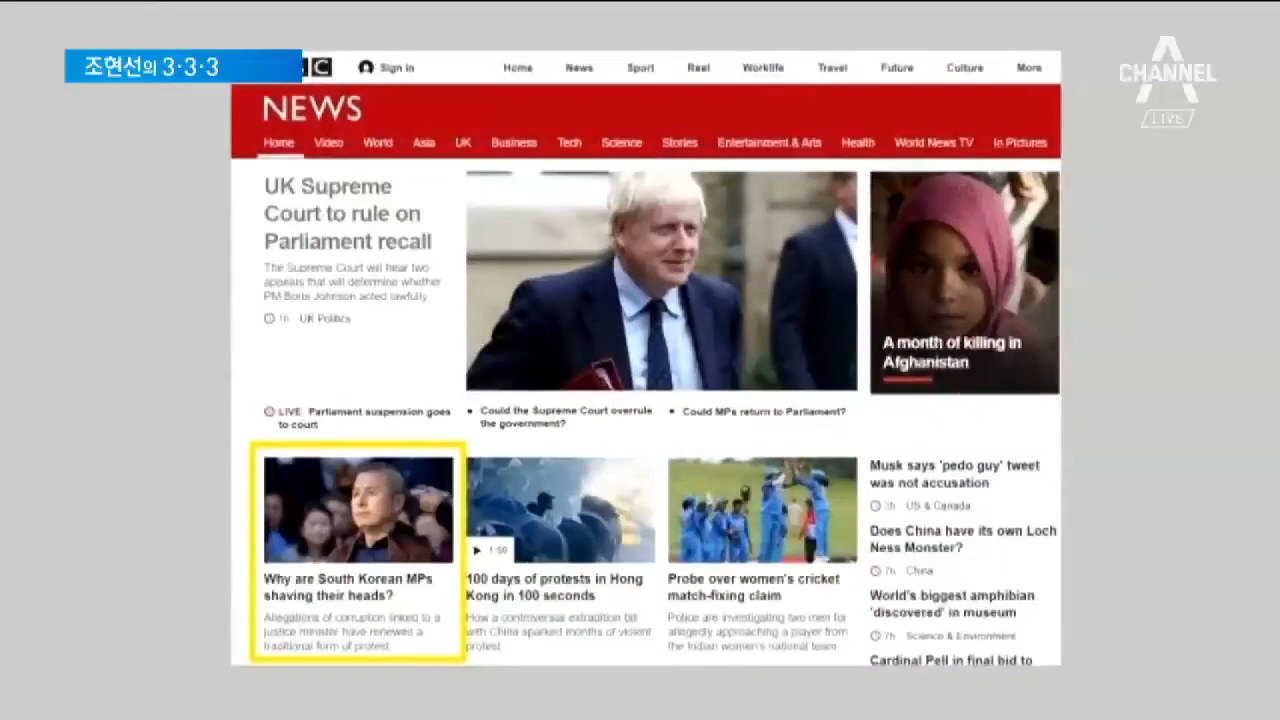 조현선의 3·3·3
C
Sign in
Home News Sport Reel Worklife Travel Future Culture More
CHANNEL A
LIVE
NEWS
Home Video World Asia UK Business Tech Science Stories Entertainment & Arts Health World News TV In Pictures
UK Supreme
Court to rule on
Parliament recall
The Supreme Court will hear two
appeals that will determine whether
PM Boris Johnson acted lawfully.
1h UK Politics
A month of killing in
Afghanistan
LIVE Parliament suspension goes
to court
Could the Supreme Court overrule
the government?
Could MPs return to Parliament?
Why are South Korean MPs
shaving their heads?
Allegations of corruption linked to a
justice minister have renewed a
traditional form of protest.
100 days of protests in Hong
Kong in 100 seconds
How a controversial extradition bill
with China sparked months of violent
protest.
Probe over women's cricket
match-fixing claim
Police are investigating two men for
allegedly approaching a player from
the Indian women's national team
Musk says 'pedo guy' tweet
was not accusation
3h US & Canada
Does China have its own Loch
Ness Monster?
7h China
World's biggest amphibian
'discovered' in museum
7h Science & Environment
Cardinal Pell in final bid to